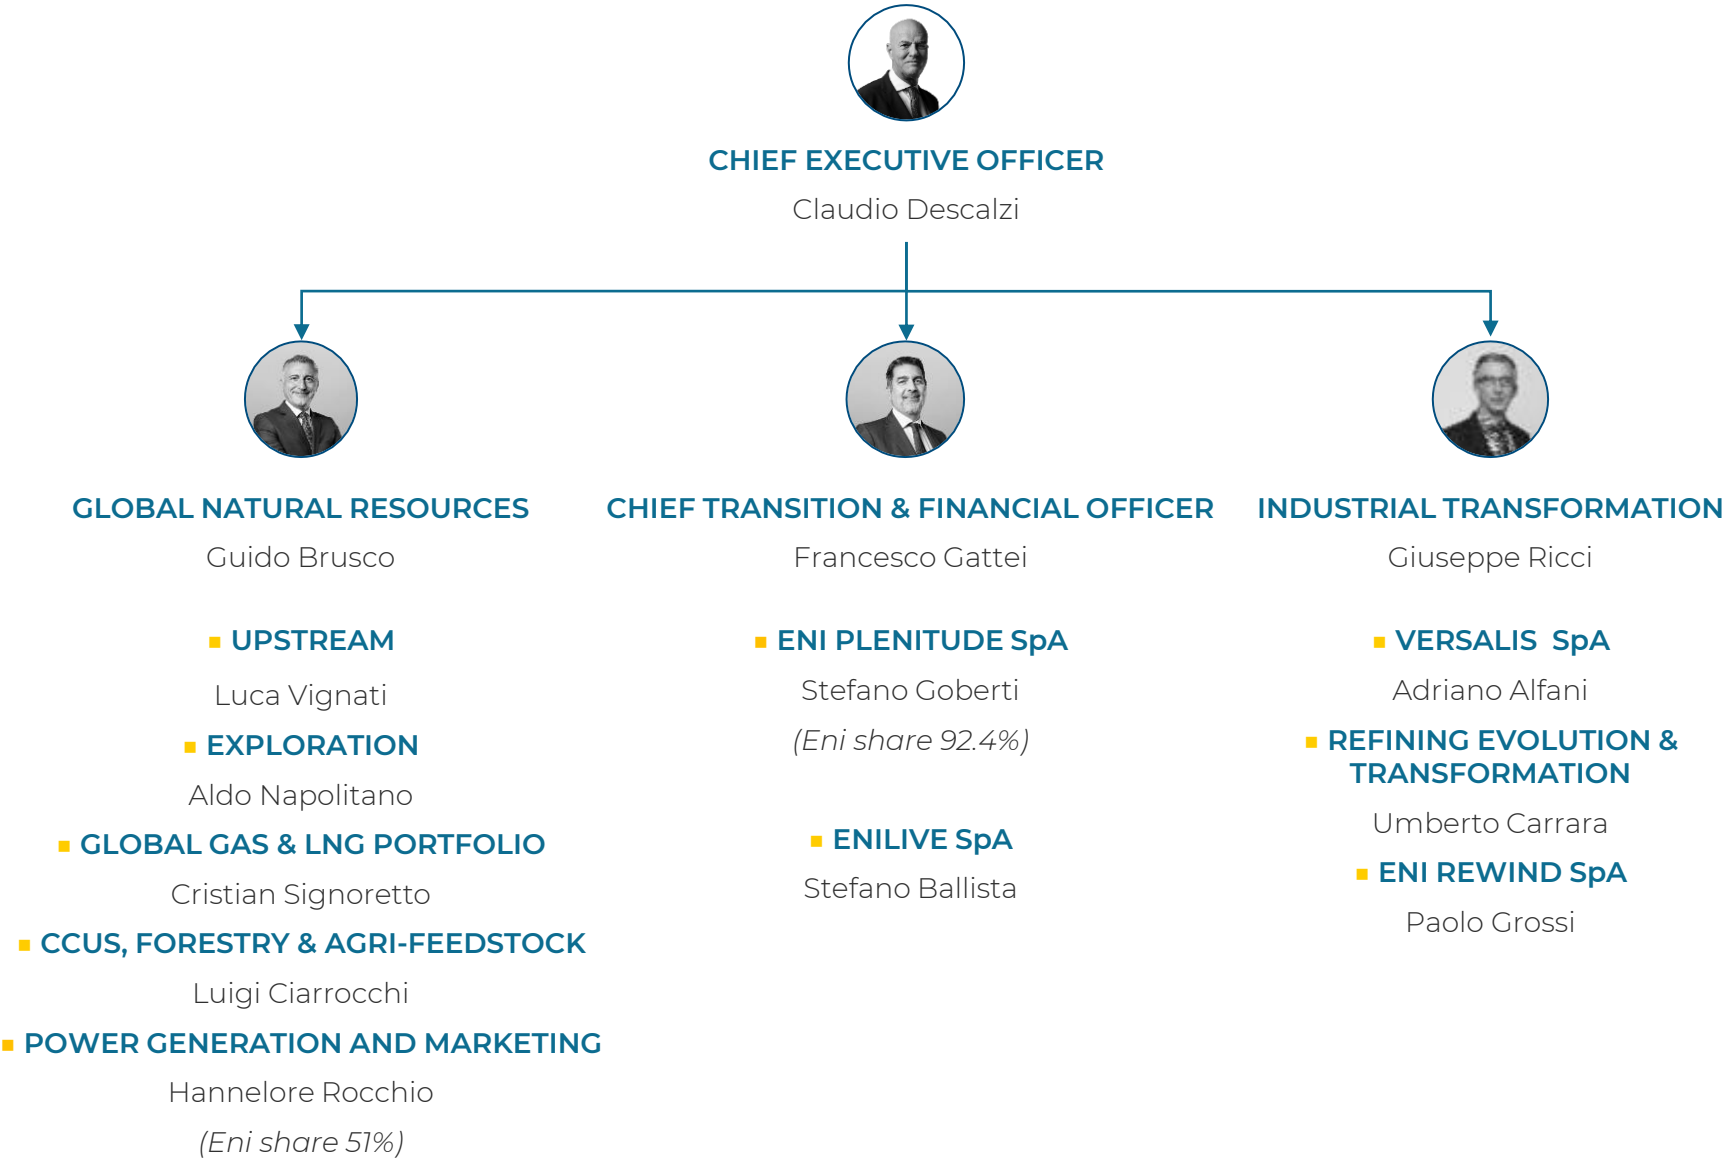 CHIEF EXECUTIVE OFFICER
Claudio Descalzi
GLOBAL NATURAL RESOURCES
Guido Brusco
UPSTREAM
Luca Vignati
EXPLORATION
Aldo Napolitano
GLOBAL GAS & LNG PORTFOLIO
Cristian Signoretto
CCUS, FORESTRY & AGRI-FEEDSTOCK
Luigi Ciarrocchi
POWER GENERATION AND MARKETING
Hannelore Rocchio
(Eni share 51%)
CHIEF TRANSITION & FINANCIAL OFFICER
Francesco Gattei
ENI PLENITUDE SpA
Stefano Goberti
(Eni share 92.4%)
ENILIVE SpA
Stefano Ballista
INDUSTRIAL TRANSFORMATION
Giuseppe Ricci
VERSALIS SpA
Adriano Alfani
REFINING EVOLUTION &
TRANSFORMATION
Umberto Carrara
ENI REWIND SpA
Paolo Grossi